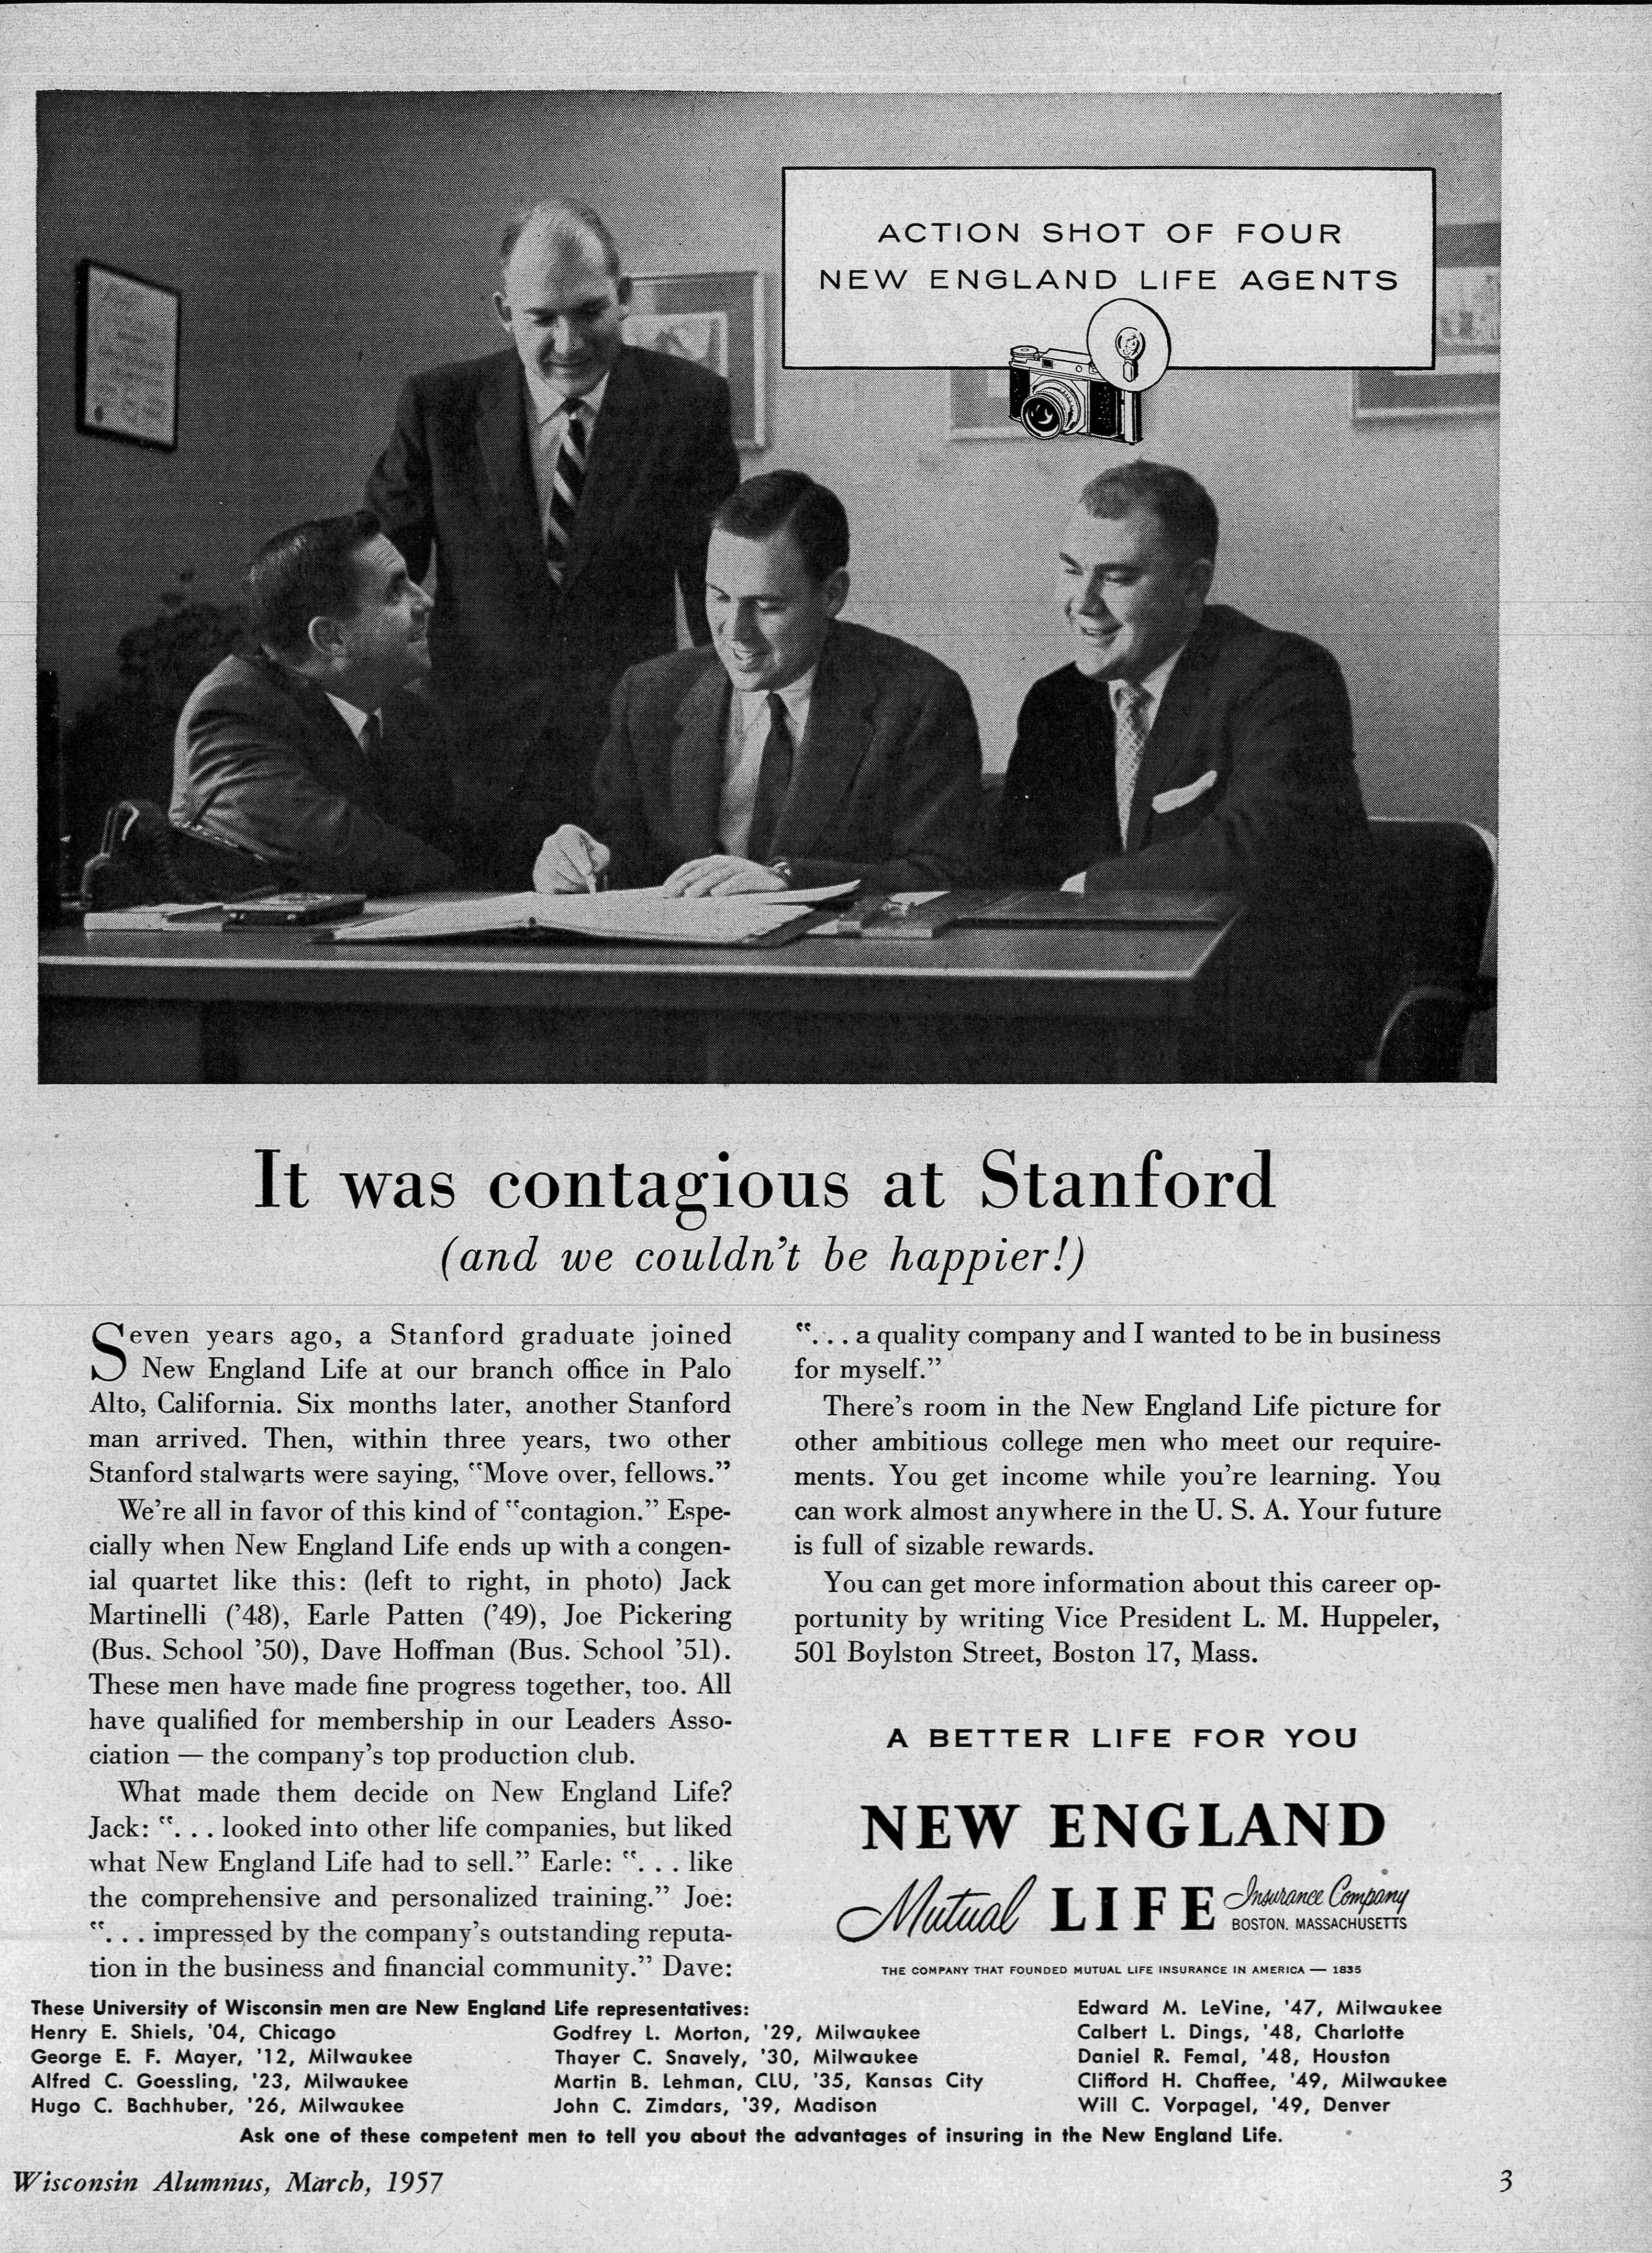 ACTION SHOT OF FOUR
NEW ENGLAND LIFE AGENTS
It was contagious at Stanford
(and we couldn't be happier!)
Seven years ago, a Stanford graduate joined
New England Life at our branch office in Palo
Alto, California. Six months later, another Stanford
man arrived. Then, within three years, two other
Stanford stalwarts were saying, "Move over, fellows."
We're all in favor of this kind of "contagion." Espe-
cially when New England Life ends up with a congen-
ial quartet like this: (left to right, in photo) Jack
Martinelli ('48), Earle Patten ('49), Joe Pickering
(Bus. School '50), Dave Hoffman (Bus. School '51).
These men have made fine progress together, too. All
have qualified for membership in our Leaders Asso-
ciation — the company's top production club.
What made them decide on New England Life?
Jack: ". . . looked into other life companies, but liked
what New England Life had to sell." Earle: ". . . like
the comprehensive and personalized training." Joe:
". . . impressed by the company's outstanding reputa-
tion in the business and financial community." Dave:
". . . a quality company and I wanted to be in business
for myself."
There's room in the New England Life picture for
other ambitious college men who meet our require-
ments. You get income while you're learning. You
can work almost anywhere in the U. S. A. Your future
is full of sizable rewards.
You can get more information about this career op-
portunity by writing Vice President L. M. Huppeler,
501 Boylston Street, Boston 17, Mass.
A BETTER LIFE FOR YOU
NEW ENGLAND
Mutual LIFE Insurance Company
BOSTON, MASSACHUSETTS
THE COMPANY THAT FOUNDED MUTUAL LIFE INSURANCE IN AMERICA — 1835
These University of Wisconsin men are New England Life representatives:
Henry E. Shiels, '04, Chicago
George E. F. Mayer, '12, Milwaukee
Alfred C. Goessling, '23, Milwaukee
Hugo C. Bachhuber, '26, Milwaukee
Godfrey L. Morton, '29, Milwaukee
Thayer C. Snavely, '30, Milwaukee
Martin B. Lehman, CLU, '35, Kansas City
John C. Zimdars, '39, Madison
Edward M. LeVine, '47, Milwaukee
Calbert L. Dings, '48, Charlotte
Daniel R. Femal, '48, Houston
Clifford H. Chaffee, '49, Milwaukee
Will C. Vorpagel, '49, Denver
Ask one of these competent men to tell you about the advantages of insuring in the New England Life.
Wisconsin Alumnus, March, 1957
3